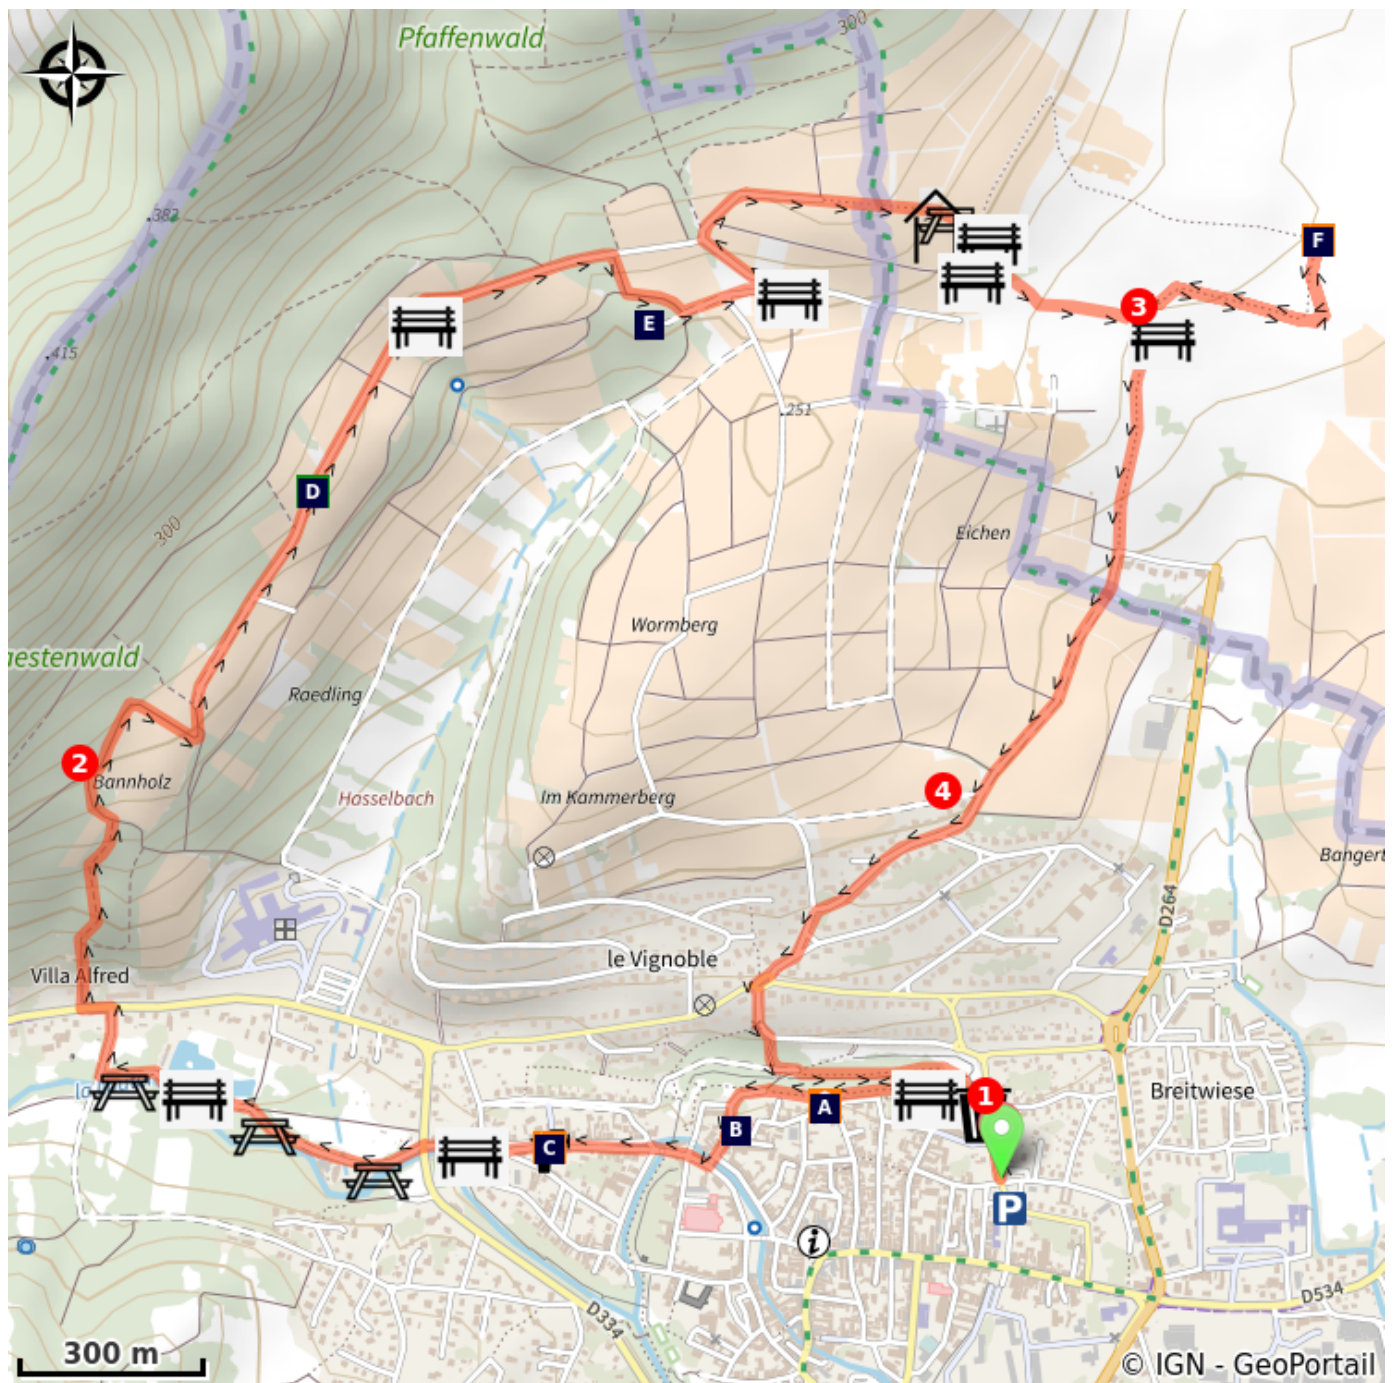 Pfaffenwald
300
382
F
3
E
415
251
D
300
Eichen
Wormberg
aestenwald
Raedling
2
Bannholz
Hasselbach
Im Kammerberg
4
Bangert
D264
Villa Alfred
le Vignoble
Breitwiese
1
A
B
C
P
i
D334
D534
300 m
© IGN - GeoPortail